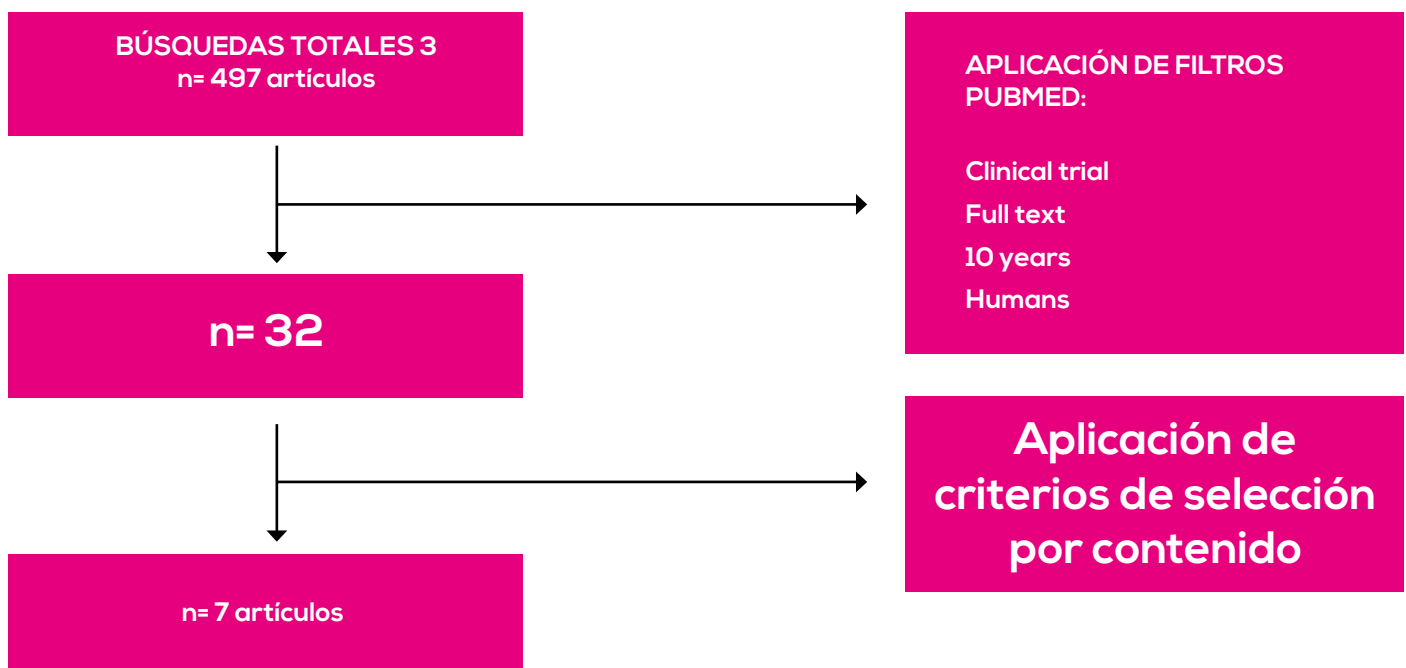 BÚSQUEDAS TOTALES 3
n= 497 artículos
APLICACIÓN DE FILTROS
PUBMED:
Clinical trial
Full text
10 years
Humans
n= 32
Aplicación de
criterios de selección
por contenido
n= 7 artículos